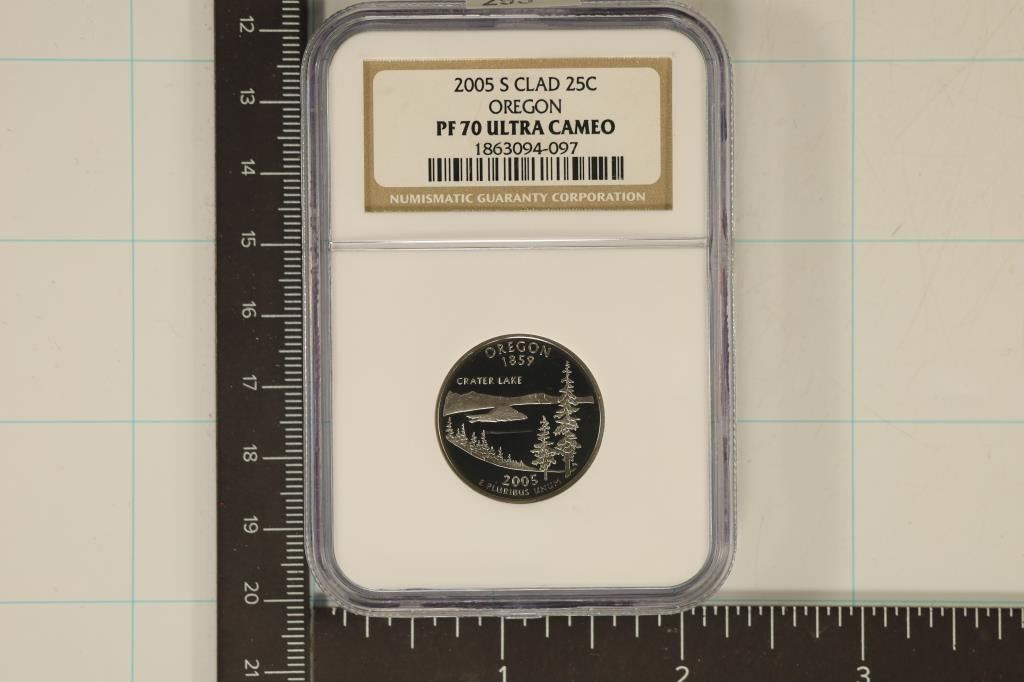 2005 S CLAD 25C
OREGON
PF 70 ULTRA CAMEO
1863094-097
NUMISMATIC GUARANTY CORPORATION
OREGON
1859
CRATER LAKE
2005
E PLURIBUS UNUM
12
13
14
15
16
17
18
19
20
21
1 2 3